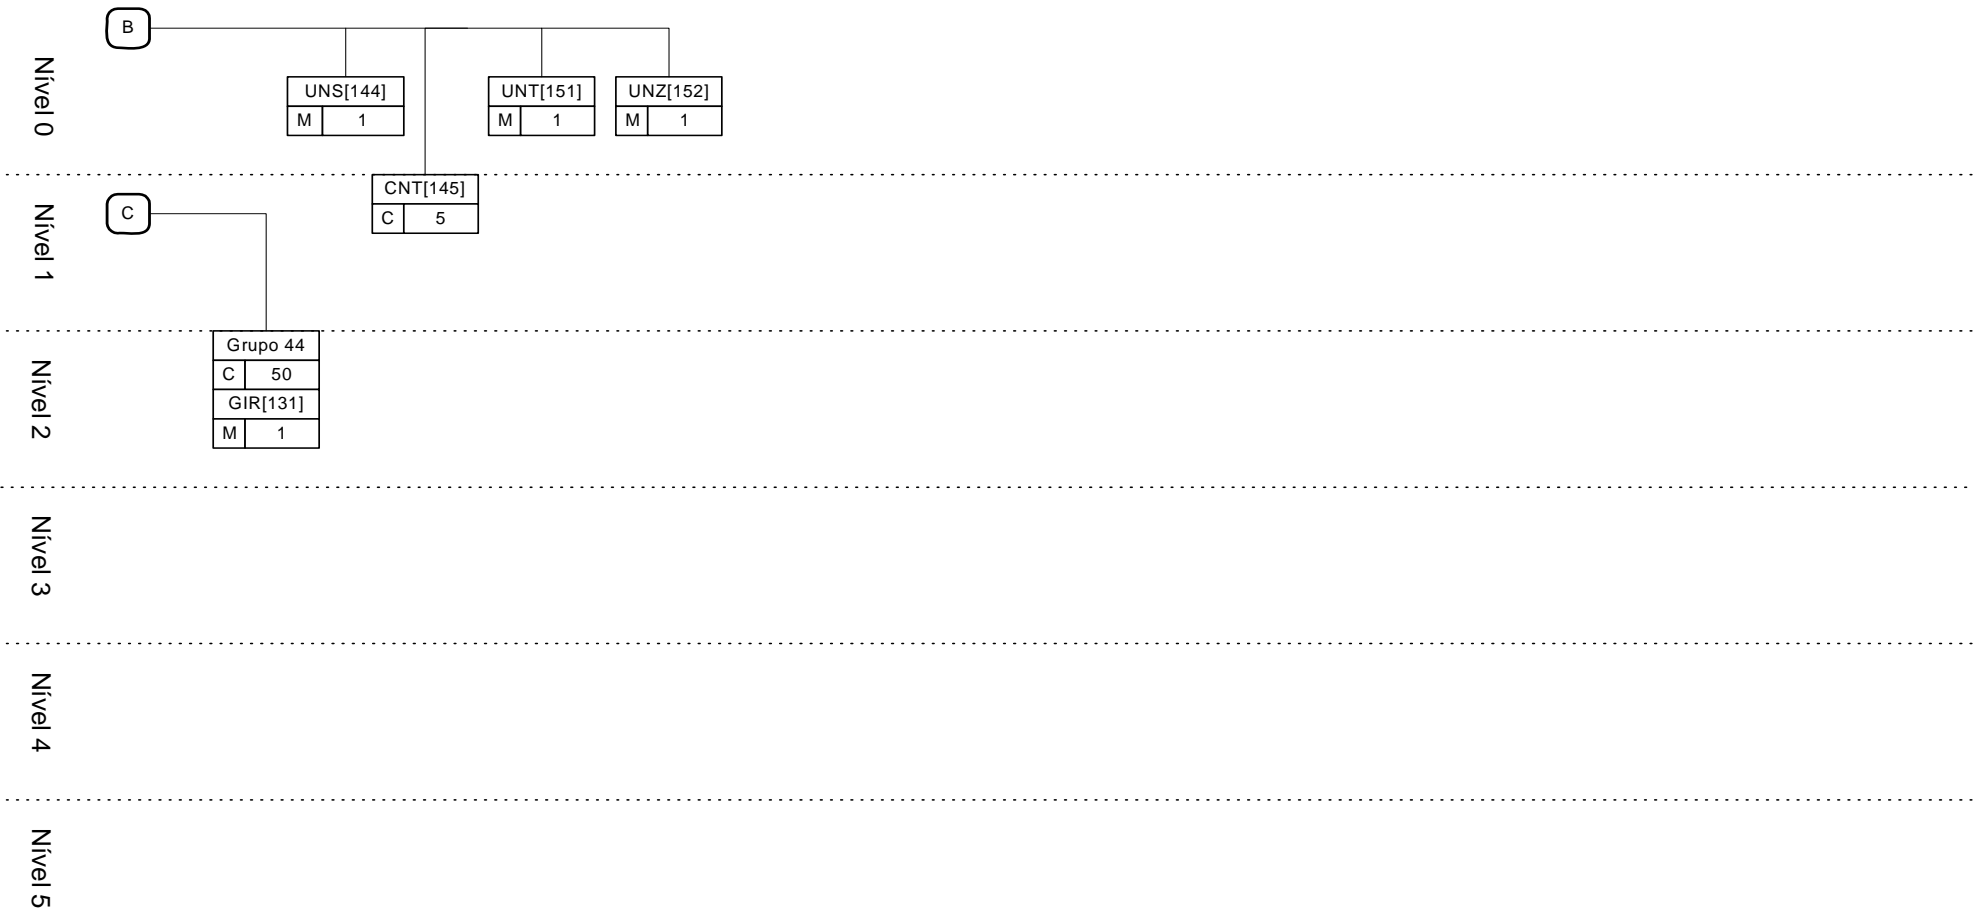 B
Nível 0
UNS[144]
M 1
UNT[151]
M 1
UNZ[152]
M 1
Nível 1
CNT[145]
C 5
C
Nível 2
Grupo 44
C 50
GIR[131]
M 1
Nível 3
Nível 4
Nível 5